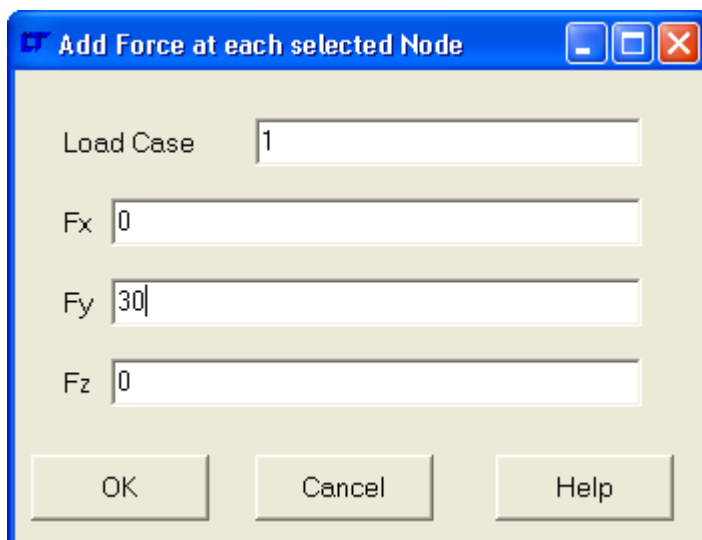 Add Force at each selected Node
Load Case 1
Fx 0
Fy 30
Fz 0
OK Cancel Help